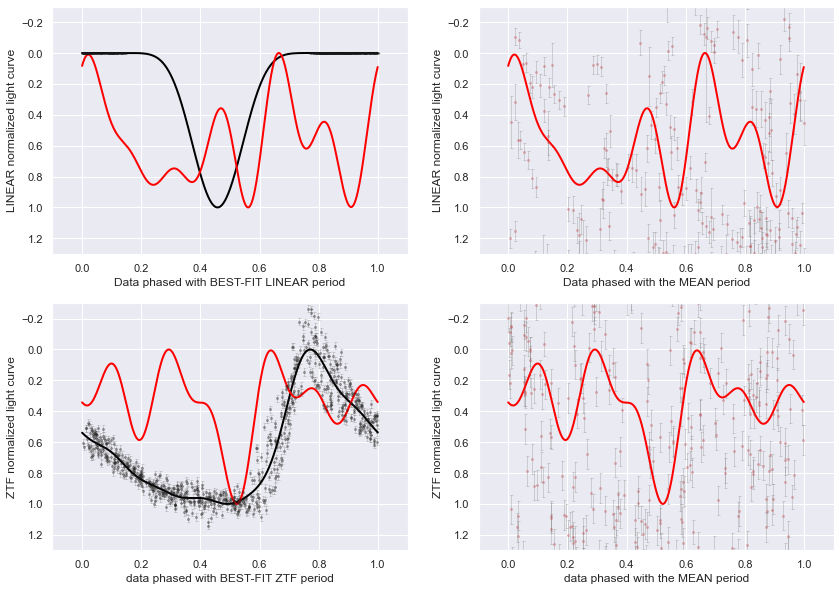 LINEAR normalized light curve
−0.2
0.0
0.2
0.4
0.6
0.8
1.0
1.2
0.0 0.2 0.4 0.6 0.8 1.0
Data phased with BEST-FIT LINEAR period
LINEAR normalized light curve
−0.2
0.0
0.2
0.4
0.6
0.8
1.0
1.2
0.0 0.2 0.4 0.6 0.8 1.0
Data phased with the MEAN period
ZTF normalized light curve
−0.2
0.0
0.2
0.4
0.6
0.8
1.0
1.2
0.0 0.2 0.4 0.6 0.8 1.0
data phased with BEST-FIT ZTF period
ZTF normalized light curve
−0.2
0.0
0.2
0.4
0.6
0.8
1.0
1.2
0.0 0.2 0.4 0.6 0.8 1.0
data phased with the MEAN period